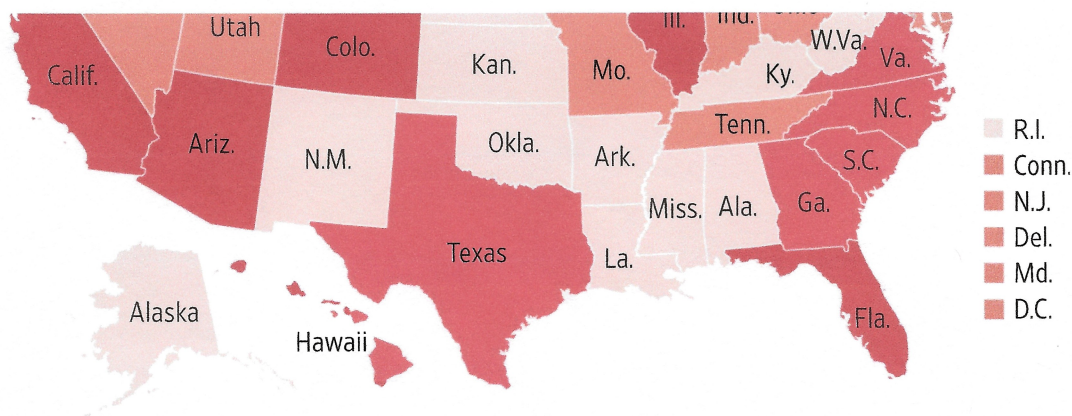 Utah
Colo.
Ill.
Ind.
Ohio
W.Va.
Va.
Calif.
Kan.
Mo.
Ky.
N.C.
Ariz.
N.M.
Okla.
Ark.
Tenn.
S.C.
Miss.
Ala.
Ga.
Texas
La.
Alaska
Hawaii
Fla.
R.I.
Conn.
N.J.
Del.
Md.
D.C.